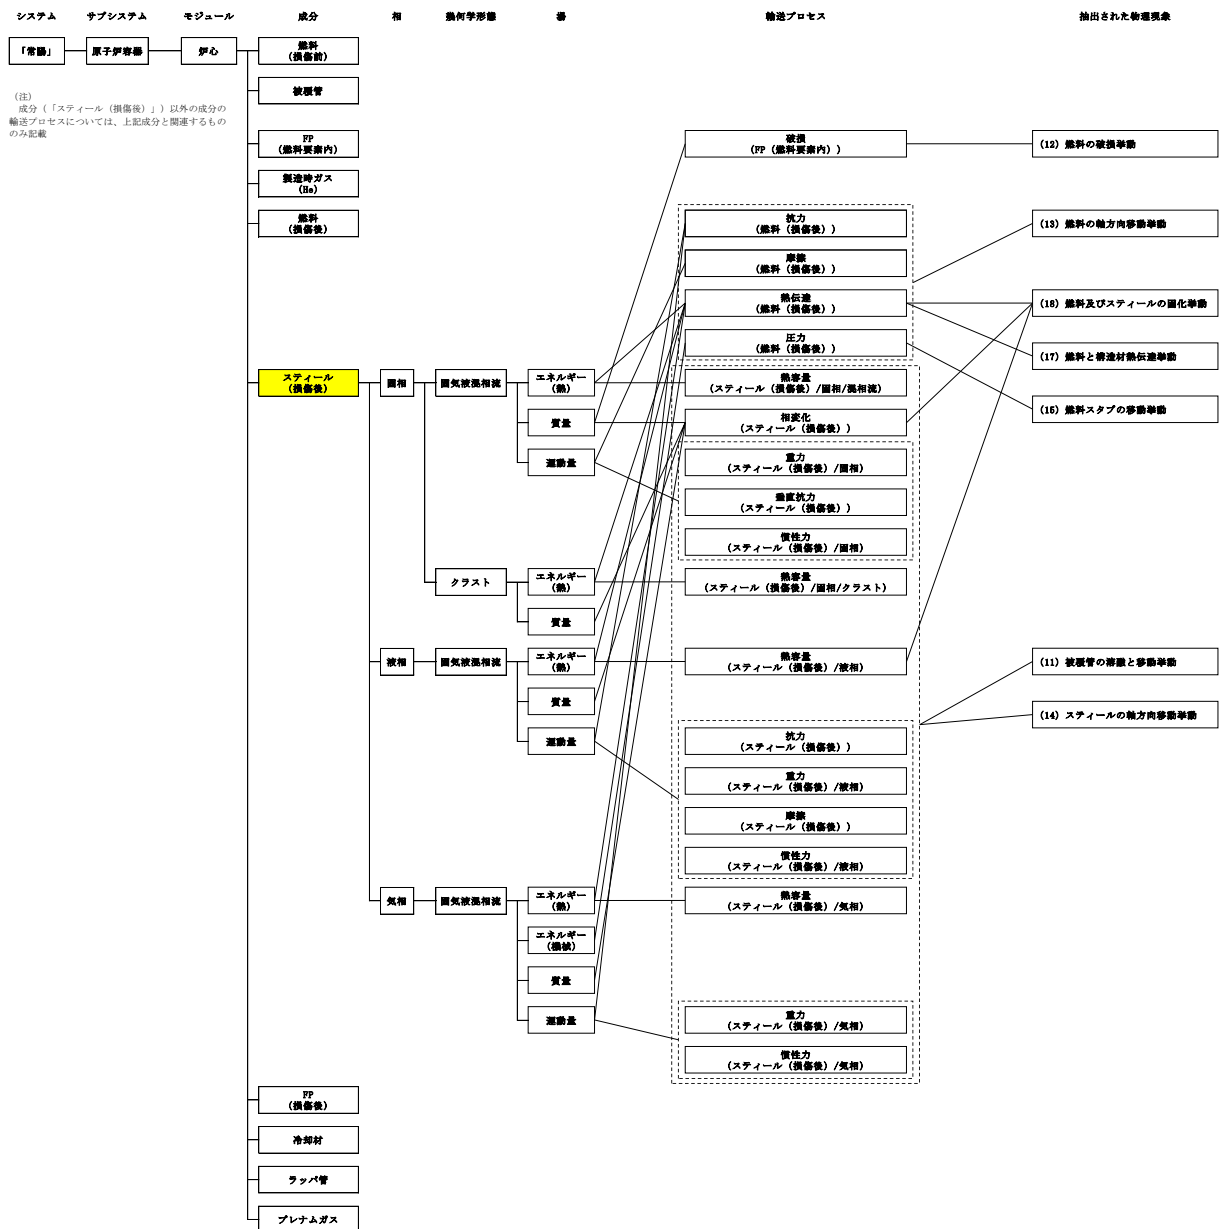 システム
サブシステム
モジュール
成分
相
幾何学形態
場
輸送プロセス
抽出された物理現象
「常陽」
原子炉容器
炉心
燃料
(損傷前)
(注)
成分(「スティール(損傷後)」)以外の成分の
輸送プロセスについては、上記成分と関連するもの
のみ記載
被覆管
FP
(燃料要素内)
製造時ガス
(He)
燃料
(損傷後)
スティール
(損傷後)
FP
(損傷後)
冷却材
ラッパ管
プレナムガス
固相
液相
気相
固気液混相流
クラスト
固気液混相流
固気液混相流
エネルギー
(熱)
質量
運動量
エネルギー
(熱)
質量
エネルギー
(熱)
質量
運動量
エネルギー
(熱)
エネルギー
(機械)
質量
運動量
破損
(FP(燃料要素内))
抗力
(燃料(損傷後))
摩擦
(燃料(損傷後))
熱伝達
(燃料(損傷後))
圧力
(燃料(損傷後))
熱容量
(スティール(損傷後)/固相/混相流)
相変化
(スティール(損傷後))
重力
(スティール(損傷後)/固相)
垂直抗力
(スティール(損傷後))
慣性力
(スティール(損傷後)/固相)
熱容量
(スティール(損傷後)/固相/クラスト)
熱容量
(スティール(損傷後)/液相)
抗力
(スティール(損傷後))
重力
(スティール(損傷後)/液相)
摩擦
(スティール(損傷後))
慣性力
(スティール(損傷後)/液相)
熱容量
(スティール(損傷後)/気相)
重力
(スティール(損傷後)/気相)
慣性力
(スティール(損傷後)/気相)
(12) 燃料の破損挙動
(13) 燃料の軸方向移動挙動
(18) 燃料及びスティールの固化挙動
(17) 燃料と構造材熱伝達挙動
(15) 燃料スタブの移動挙動
(11) 被覆管の溶融と移動挙動
(14) スティールの軸方向移動挙動